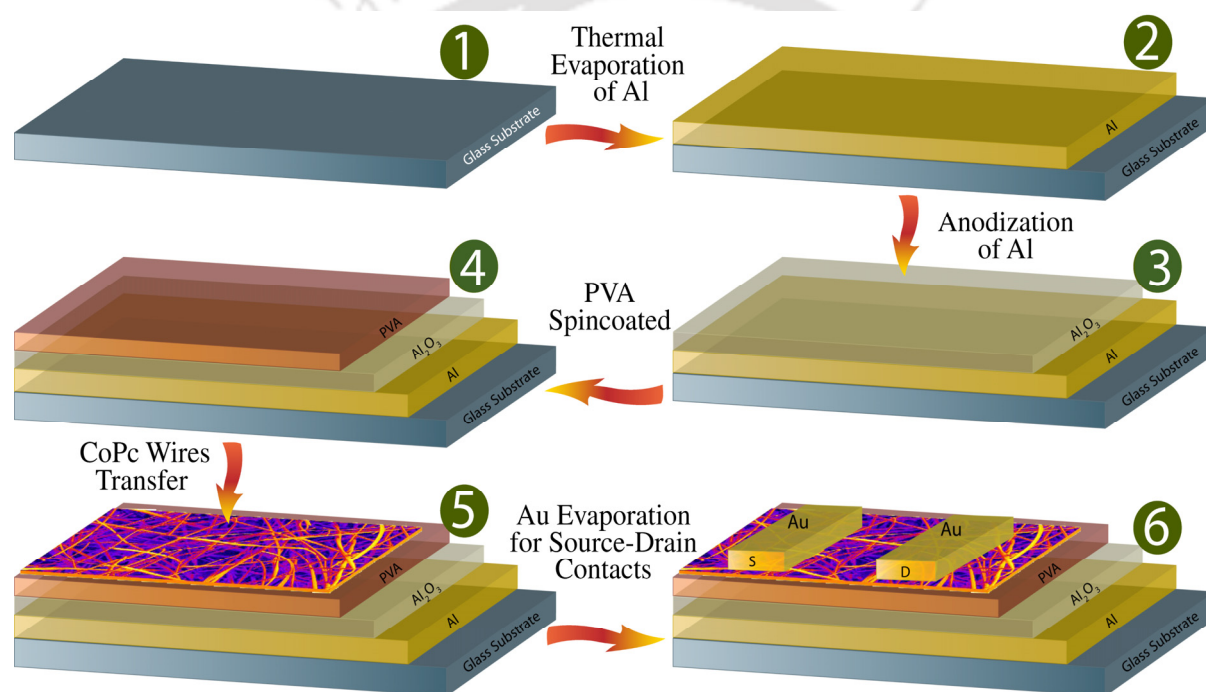 1
Thermal
Evaporation
of Al
2
Glass Substrate
Al
Glass Substrate
Anodization
of Al
3
Al₂O₃
Al
Glass Substrate
PVA
Spincoated
4
PVA
Al₂O₃
Al
Glass Substrate
CoPc Wires
Transfer
5
PVA
Al₂O₃
Al
Glass Substrate
Au Evaporation
for Source-Drain
Contacts
6
Au
Au
S
D
PVA
Al₂O₃
Al
Glass Substrate